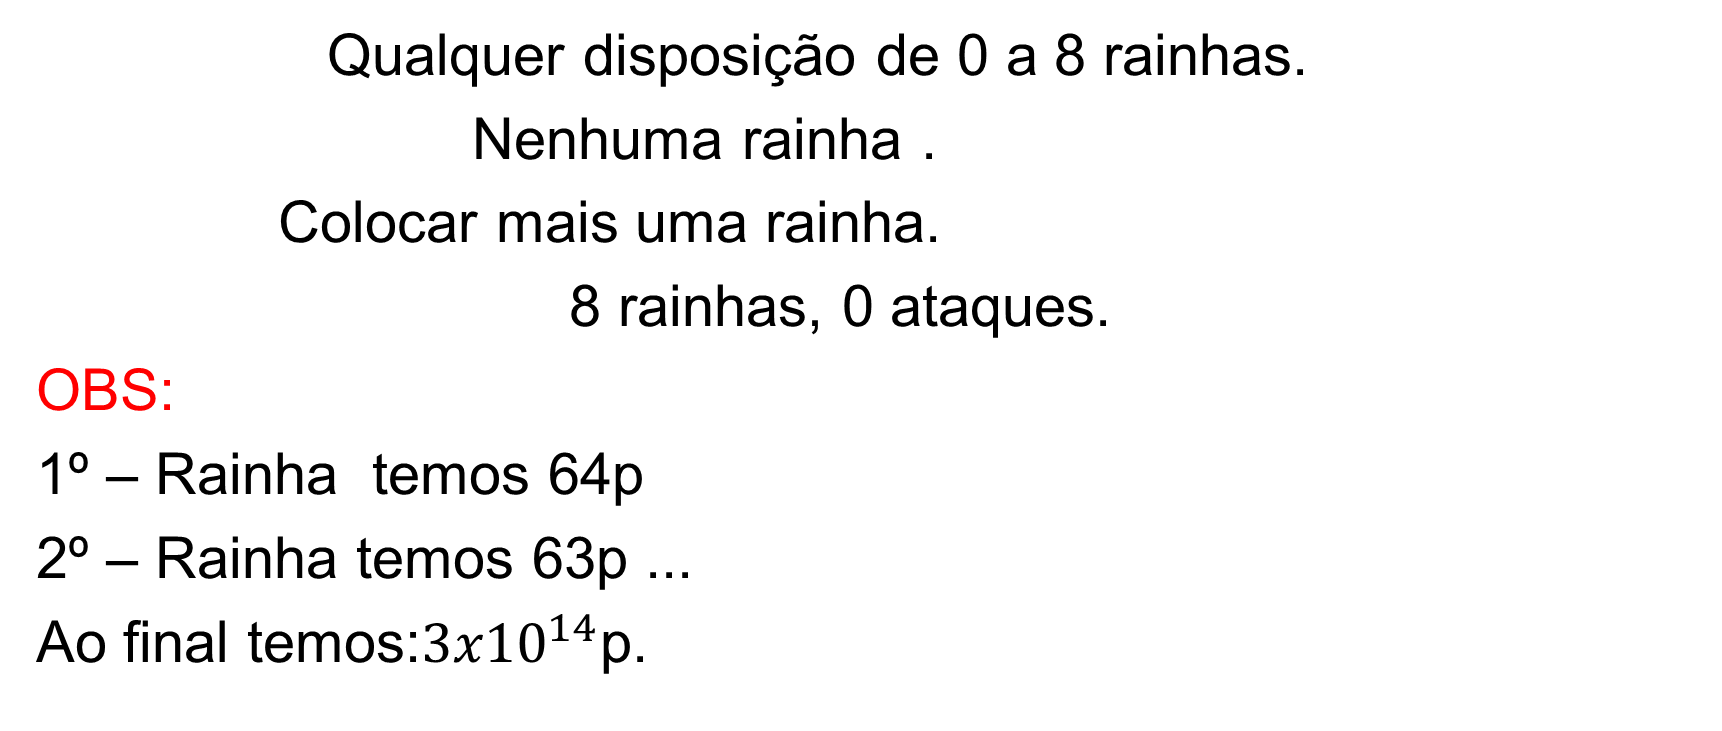 Qualquer disposição de 0 a 8 rainhas.
Nenhuma rainha .
Colocar mais uma rainha.
8 rainhas, 0 ataques.
OBS:
1º – Rainha  temos 64p
2º – Rainha temos 63p ...
Ao final temos:3x10¹⁴p.